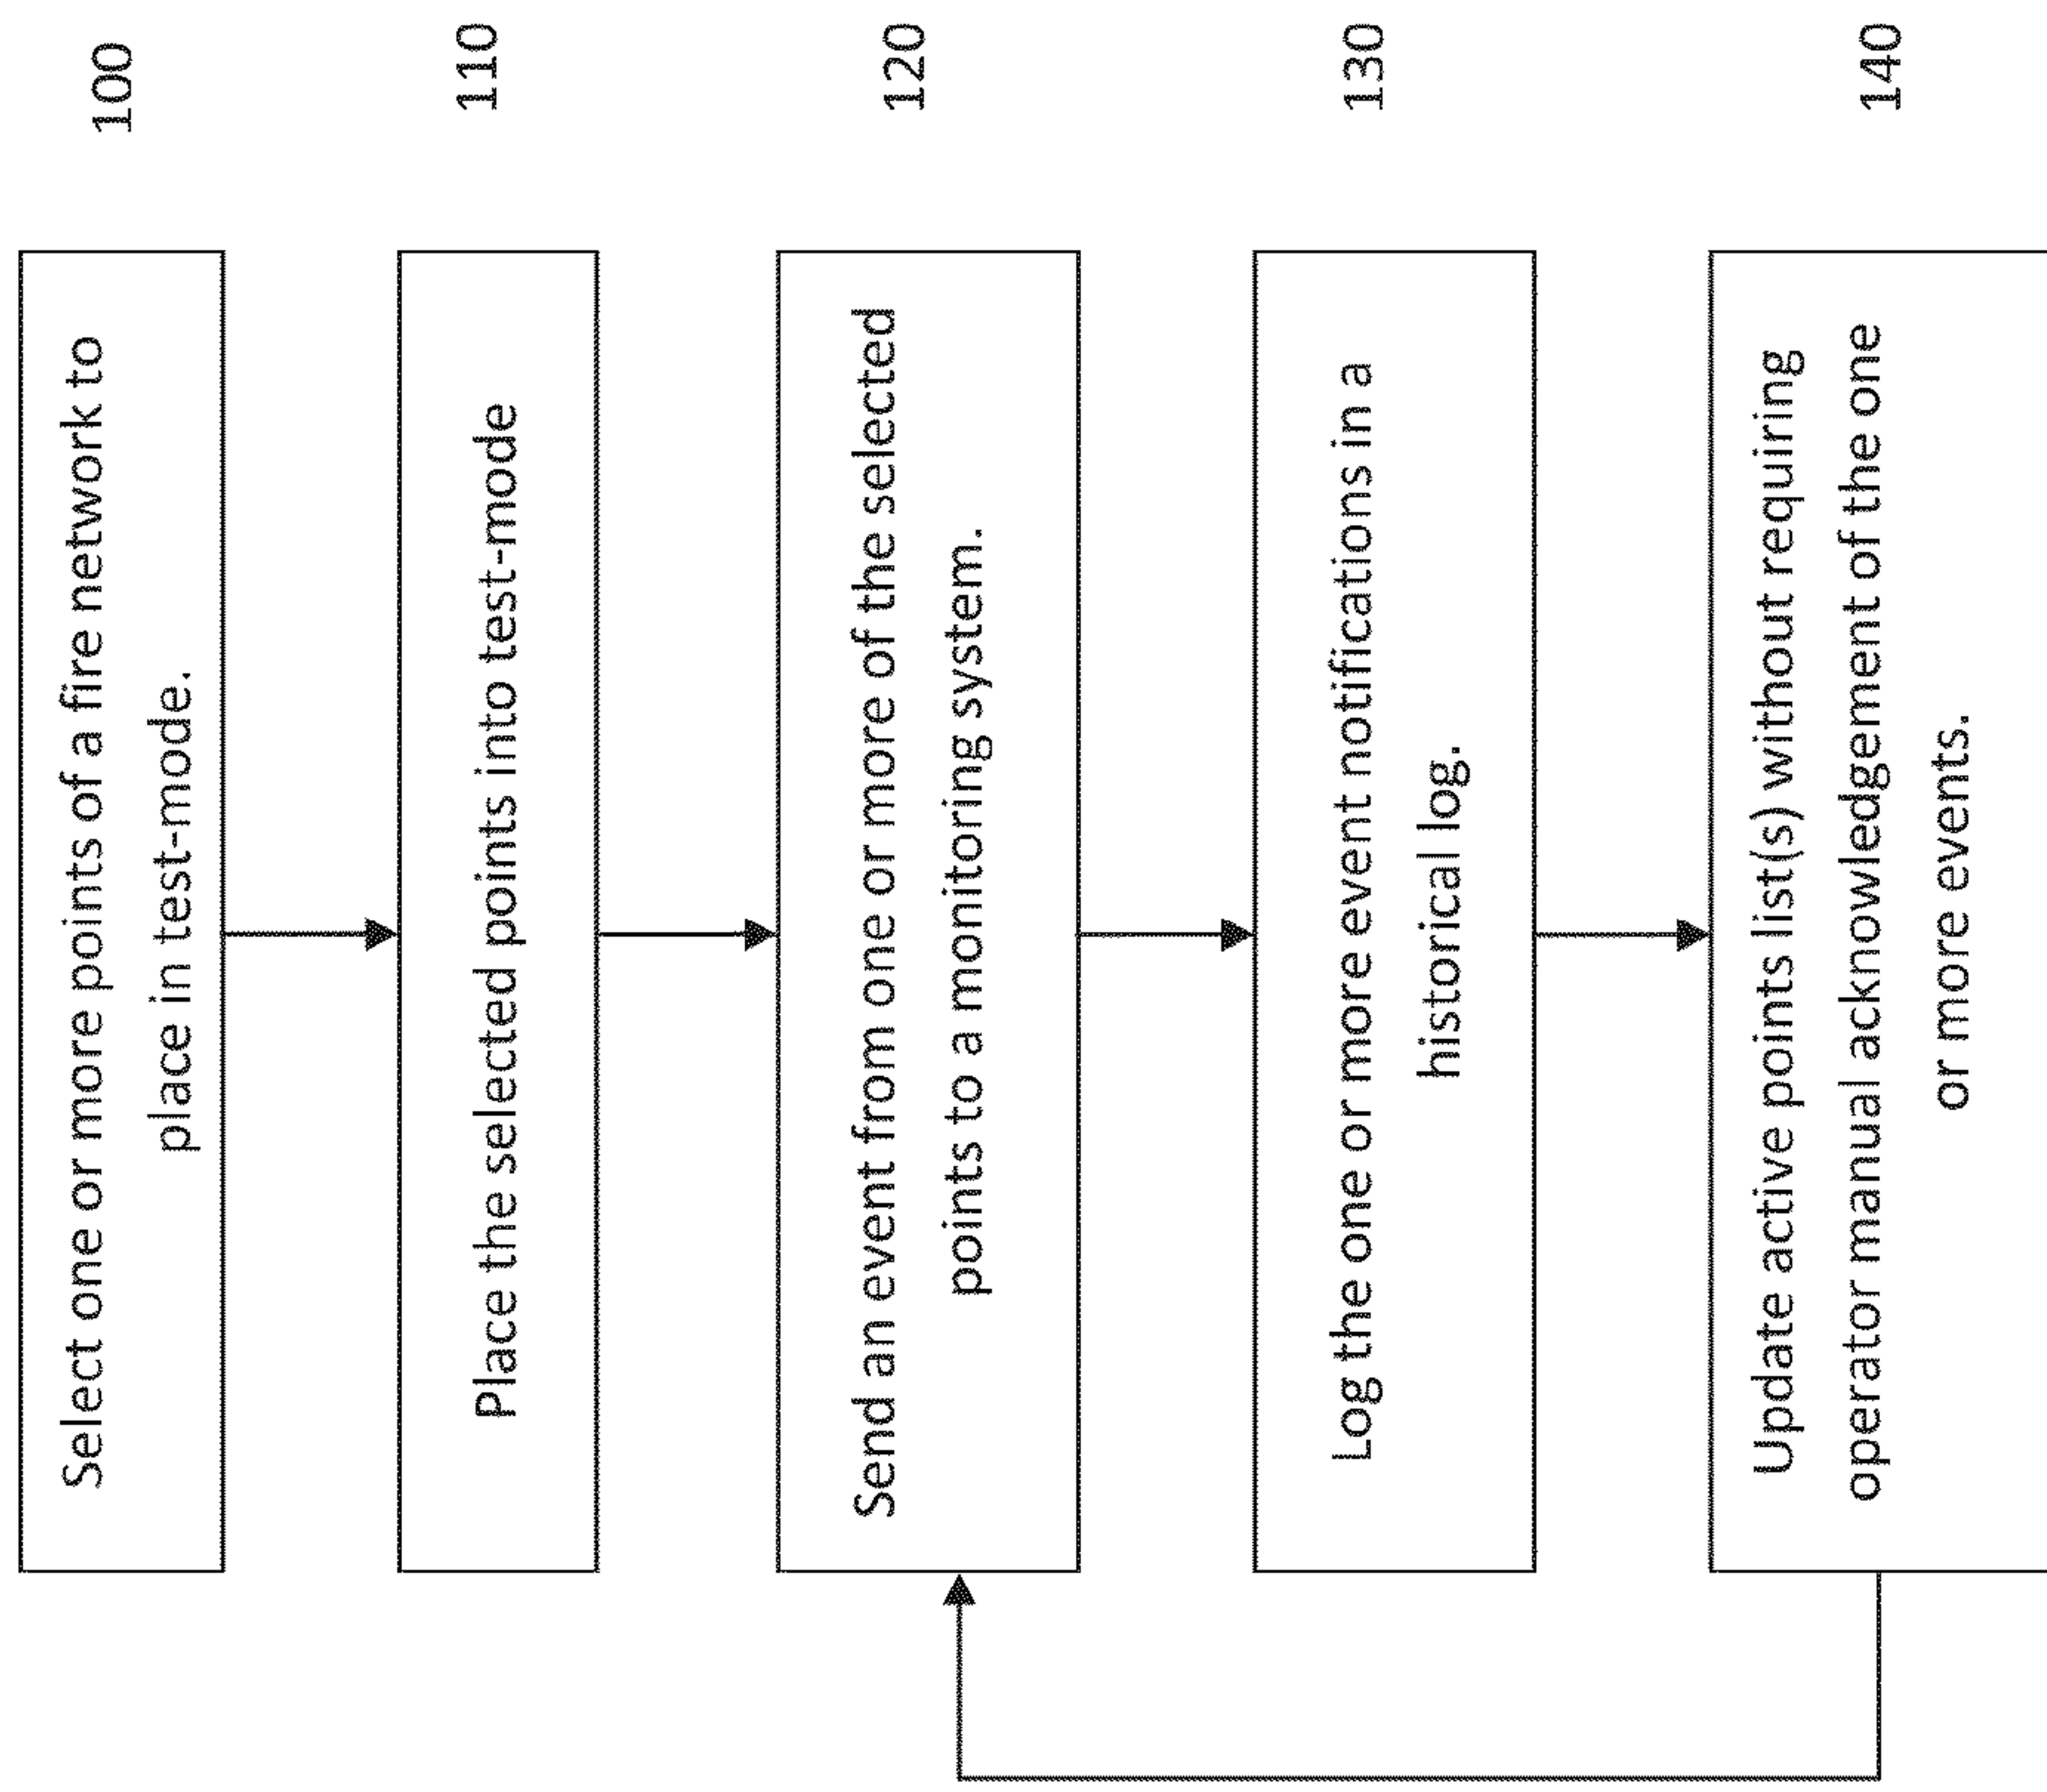 Select one or more points of a fire network to
place in test-mode.
100
Place the selected points into test-mode
110
Send an event from one or more of the selected
points to a monitoring system.
120
Log the one or more event notifications in a
historical log.
130
Update active points list(s) without requiring
operator manual acknowledgement of the one
or more events.
140